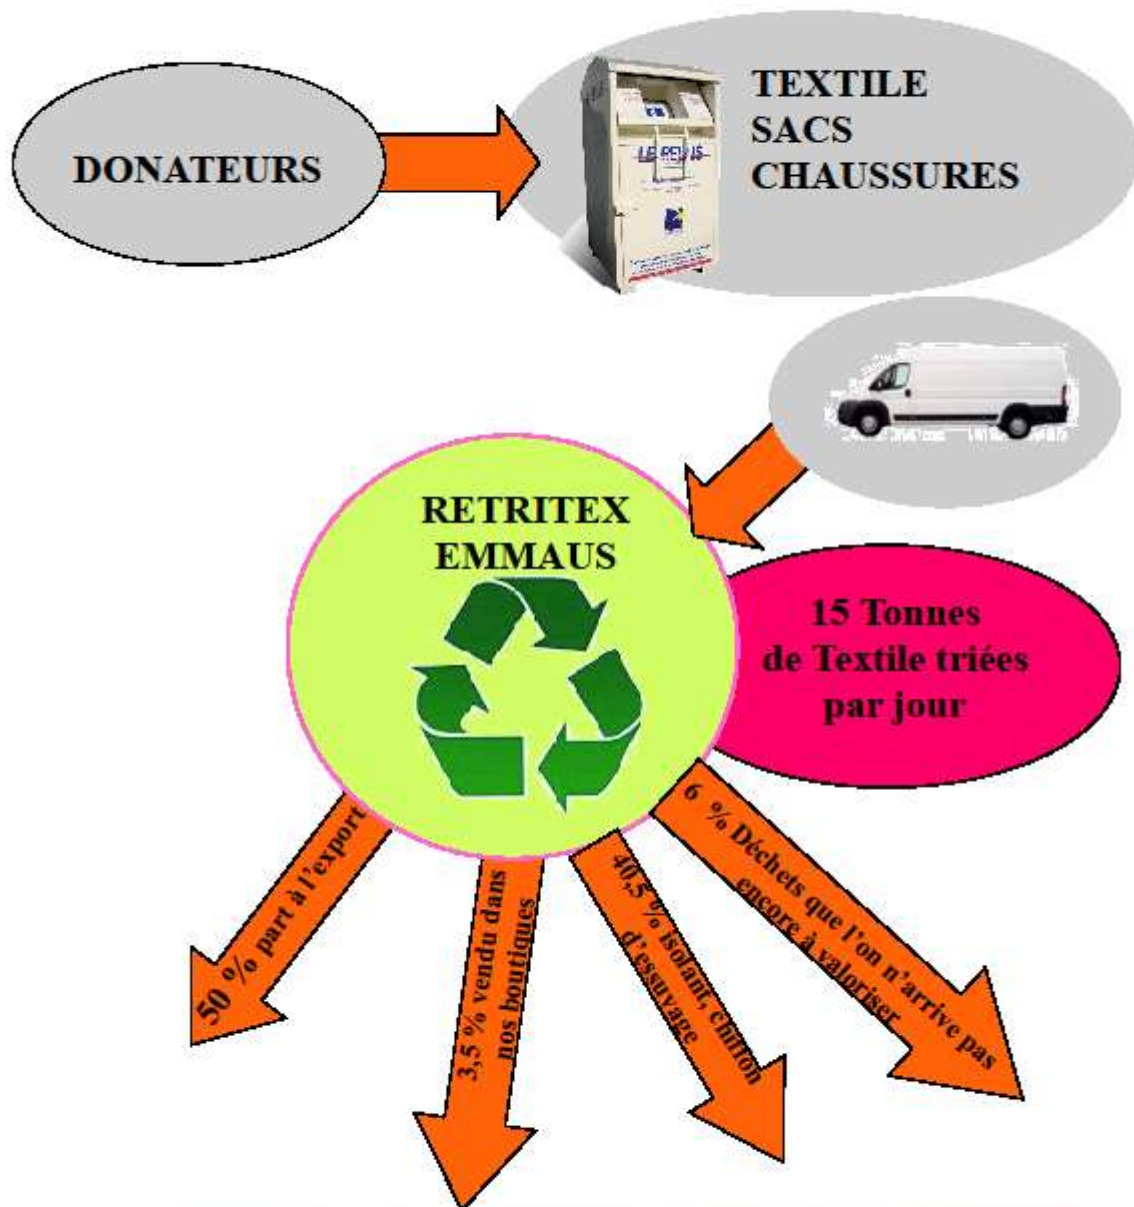 DONATEURS
TEXTILE
SACS
CHAUSSURES
LE RELAIS
RETRITEX
EMMAUS
15 Tonnes
de Textile triées
par jour
50 % part à l'export
3,5 % vendu dans
nos boutiques
40,5 % isolant, chiffon
d'essuyage
6 % Déchets que l'on n'arrive pas
encore à valoriser